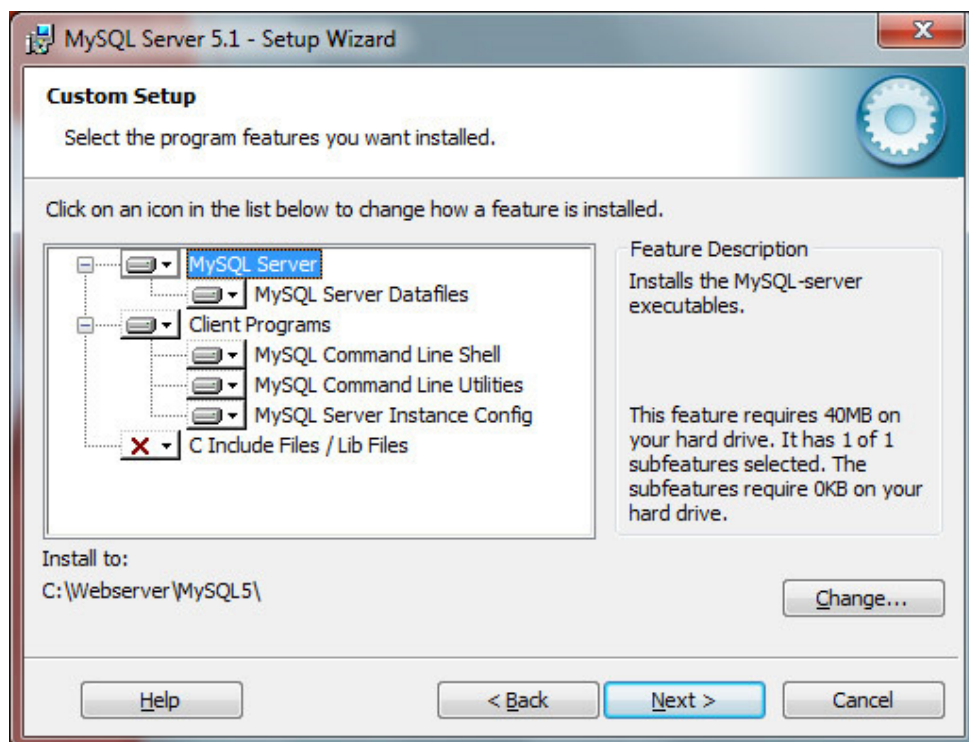 MySQL Server 5.1 - Setup Wizard
Custom Setup
Select the program features you want installed.
Click on an icon in the list below to change how a feature is installed.
MySQL Server
MySQL Server Datafiles
Client Programs
MySQL Command Line Shell
MySQL Command Line Utilities
MySQL Server Instance Config
C Include Files / Lib Files
Feature Description
Installs the MySQL-server
executables.
This feature requires 40MB on
your hard drive. It has 1 of 1
subfeatures selected. The
subfeatures require 0KB on your
hard drive.
Install to:
C:\Webserver\MySQL5\
Change...
Help
< Back
Next >
Cancel